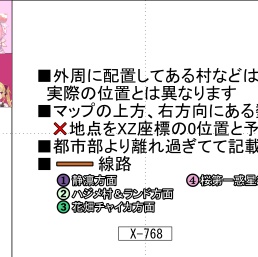 ■外周に配置してある村などは
実際の位置とは異なります
■マップの上方、右方向にある
❌地点をXZ座標の0位置と予
■都市部より離れ過ぎてて記載
■ 線路
①静濃方面 ④桜第一惑星
②ハジメ村&ランド方面
③花畑チャイカ方面
X-768